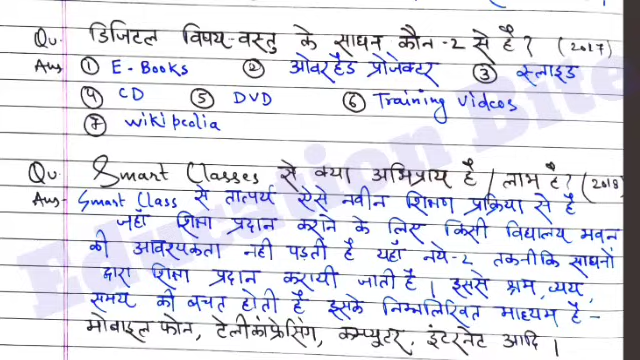 Qu. डिजिटल विषय-वस्तु के साधन कौन-2 से है? (2017)
Ans ① E-Books ② ओवरहैड प्रोजेक्टर ③ स्लाइड
④ CD ⑤ DVD ⑥ Training Videos
⑦ Wikipedia
Qu. Smart Classes से क्या अभिप्राय है / लाभ है? (2018)
Ans- Smart Class से तात्पर्य ऐसे नवीन शिक्षण प्रक्रिया से है
जहाँ शिक्षा प्रदान कराने के लिए किसी विद्यालय भवन
की आवश्यकता नही पड़ती है यहाँ नये-2 तकनीकि साधनों
द्वारा शिक्षा प्रदान करायी जाती है। इससे श्रम, व्यय,
समय की बचत होती है इसके निम्नलिखित माध्यम है-
मोबाइल फोन, टेलीकांफ्रेसिंग, कम्प्युटर, इंटरनैट आदि।
Education Bite